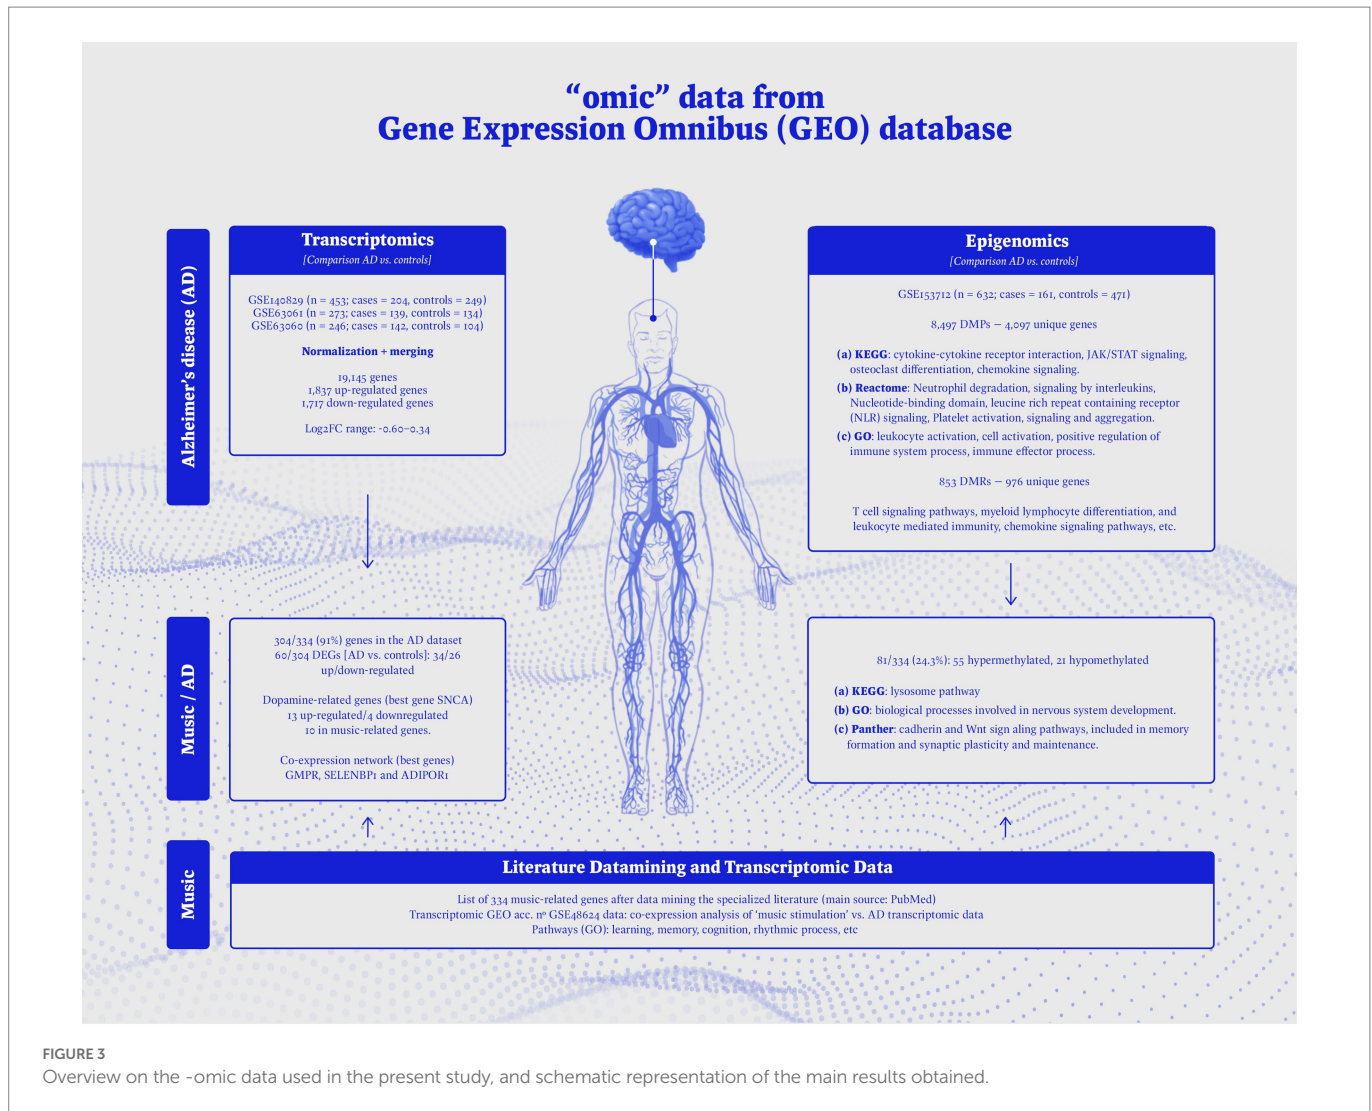 “omic” data from
Gene Expression Omnibus (GEO) database
Alzheimer's disease (AD)
Transcriptomics
[Comparison AD vs. controls]
GSE140829 (n = 453; cases = 204, controls = 249)
GSE63061 (n = 273; cases = 139, controls = 134)
GSE63060 (n = 246; cases = 142, controls = 104)
Normalization + merging
19,145 genes
1,837 up-regulated genes
1,717 down-regulated genes
Log2FC range: -0.60–0.34
Epigenomics
[Comparison AD vs. controls]
GSE153712 (n = 632; cases = 161, controls = 471)
8,497 DMPs – 4,097 unique genes
(a) KEGG: cytokine-cytokine receptor interaction, JAK/STAT signaling,
osteoclast differentiation, chemokine signaling.
(b) Reactome: Neutrophil degradation, signaling by interleukins,
Nucleotide-binding domain, leucine rich repeat containing receptor
(NLR) signaling, Platelet activation, signaling and aggregation.
(c) GO: leukocyte activation, cell activation, positive regulation of
immune system process, immune effector process.
853 DMRs – 976 unique genes
T cell signaling pathways, myeloid lymphocyte differentiation, and
leukocyte mediated immunity, chemokine signaling pathways, etc.
Music / AD
304/334 (91%) genes in the AD dataset
60/304 DEGs [AD vs. controls]: 34/26
up/down-regulated
Dopamine-related genes (best gene SNCA)
13 up-regulated/4 downregulated
10 in music-related genes.
Co-expression network (best genes)
GMPR, SELENBP1 and ADIPOR1
81/334 (24.3%): 55 hypermethylated, 21 hypomethylated
(a) KEGG: lysosome pathway
(b) GO: biological processes involved in nervous system development.
(c) Panther: cadherin and Wnt sign aling pathways, included in memory
formation and synaptic plasticity and maintenance.
Music
Literature Datamining and Transcriptomic Data
List of 334 music-related genes after data mining the specialized literature (main source: PubMed)
Transcriptomic GEO acc. nº GSE48624 data: co-expression analysis of ‘music stimulation’ vs. AD transcriptomic data
Pathways (GO): learning, memory, cognition, rhythmic process, etc
FIGURE 3
Overview on the -omic data used in the present study, and schematic representation of the main results obtained.